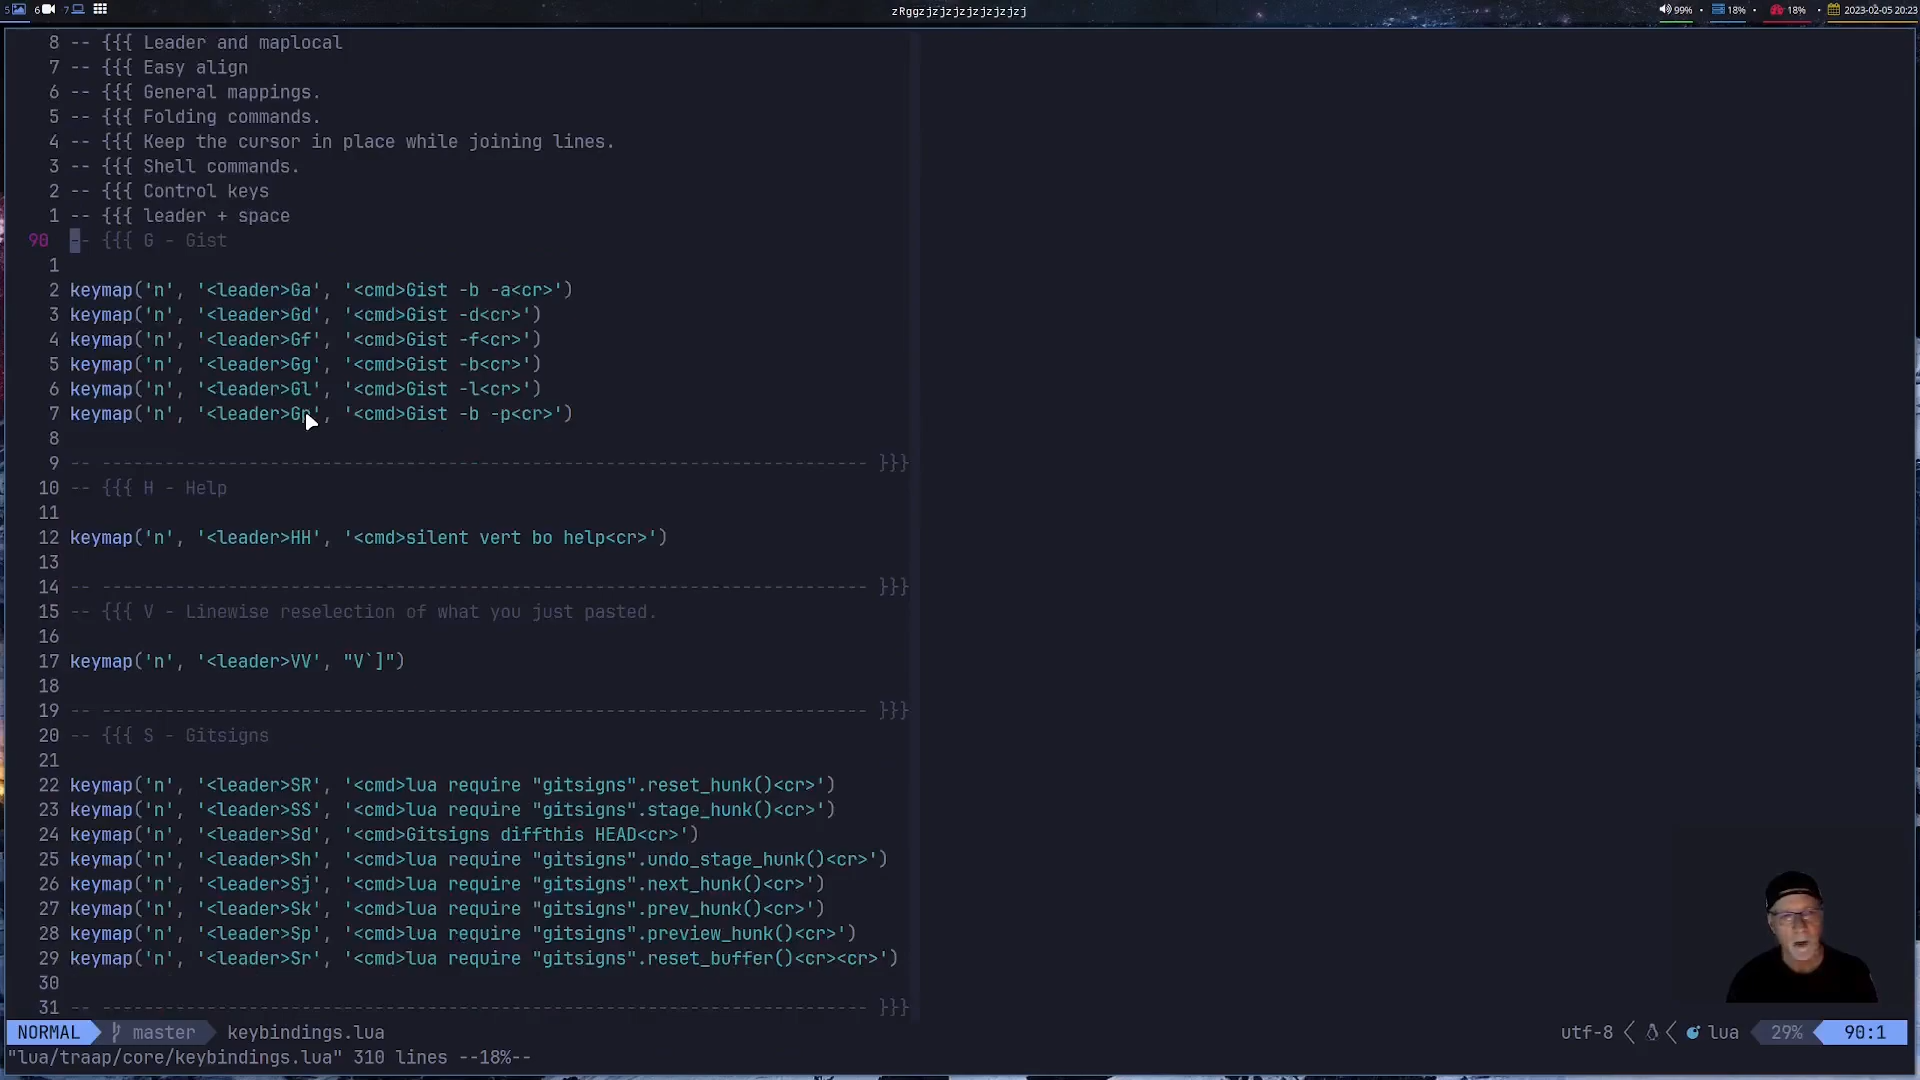 5 6 7 zRggzjzjzjzjzjzjzjzj 99% 18% 18% 2023-02-05 20:23
8 -- {{{ Leader and maplocal
7 -- {{{ Easy align
6 -- {{{ General mappings.
5 -- {{{ Folding commands.
4 -- {{{ Keep the cursor in place while joining lines.
3 -- {{{ Shell commands.
2 -- {{{ Control keys
1 -- {{{ leader + space
90 -- {{{ G - Gist
1
2 keymap('n', '<leader>Ga', '<cmd>Gist -b -a<cr>')
3 keymap('n', '<leader>Gd', '<cmd>Gist -d<cr>')
4 keymap('n', '<leader>Gf', '<cmd>Gist -f<cr>')
5 keymap('n', '<leader>Gg', '<cmd>Gist -b<cr>')
6 keymap('n', '<leader>Gl', '<cmd>Gist -l<cr>')
7 keymap('n', '<leader>Gp', '<cmd>Gist -b -p<cr>')
8
9 -- ------------------------------------------------------------------------- }}}
10 -- {{{ H - Help
11
12 keymap('n', '<leader>HH', '<cmd>silent vert bo help<cr>')
13
14 -- ------------------------------------------------------------------------- }}}
15 -- {{{ V - Linewise reselection of what you just pasted.
16
17 keymap('n', '<leader>VV', "V`]")
18
19 -- ------------------------------------------------------------------------- }}}
20 -- {{{ S - Gitsigns
21
22 keymap('n', '<leader>SR', '<cmd>lua require "gitsigns".reset_hunk()<cr>')
23 keymap('n', '<leader>SS', '<cmd>lua require "gitsigns".stage_hunk()<cr>')
24 keymap('n', '<leader>Sd', '<cmd>Gitsigns diffthis HEAD<cr>')
25 keymap('n', '<leader>Sh', '<cmd>lua require "gitsigns".undo_stage_hunk()<cr>')
26 keymap('n', '<leader>Sj', '<cmd>lua require "gitsigns".next_hunk()<cr>')
27 keymap('n', '<leader>Sk', '<cmd>lua require "gitsigns".prev_hunk()<cr>')
28 keymap('n', '<leader>Sp', '<cmd>lua require "gitsigns".preview_hunk()<cr>')
29 keymap('n', '<leader>Sr', '<cmd>lua require "gitsigns".reset_buffer()<cr><cr>')
30
31 -- ------------------------------------------------------------------------- }}}
NORMAL master keybindings.lua utf-8 lua 29% 90:1
"lua/traap/core/keybindings.lua" 310 lines --18%--